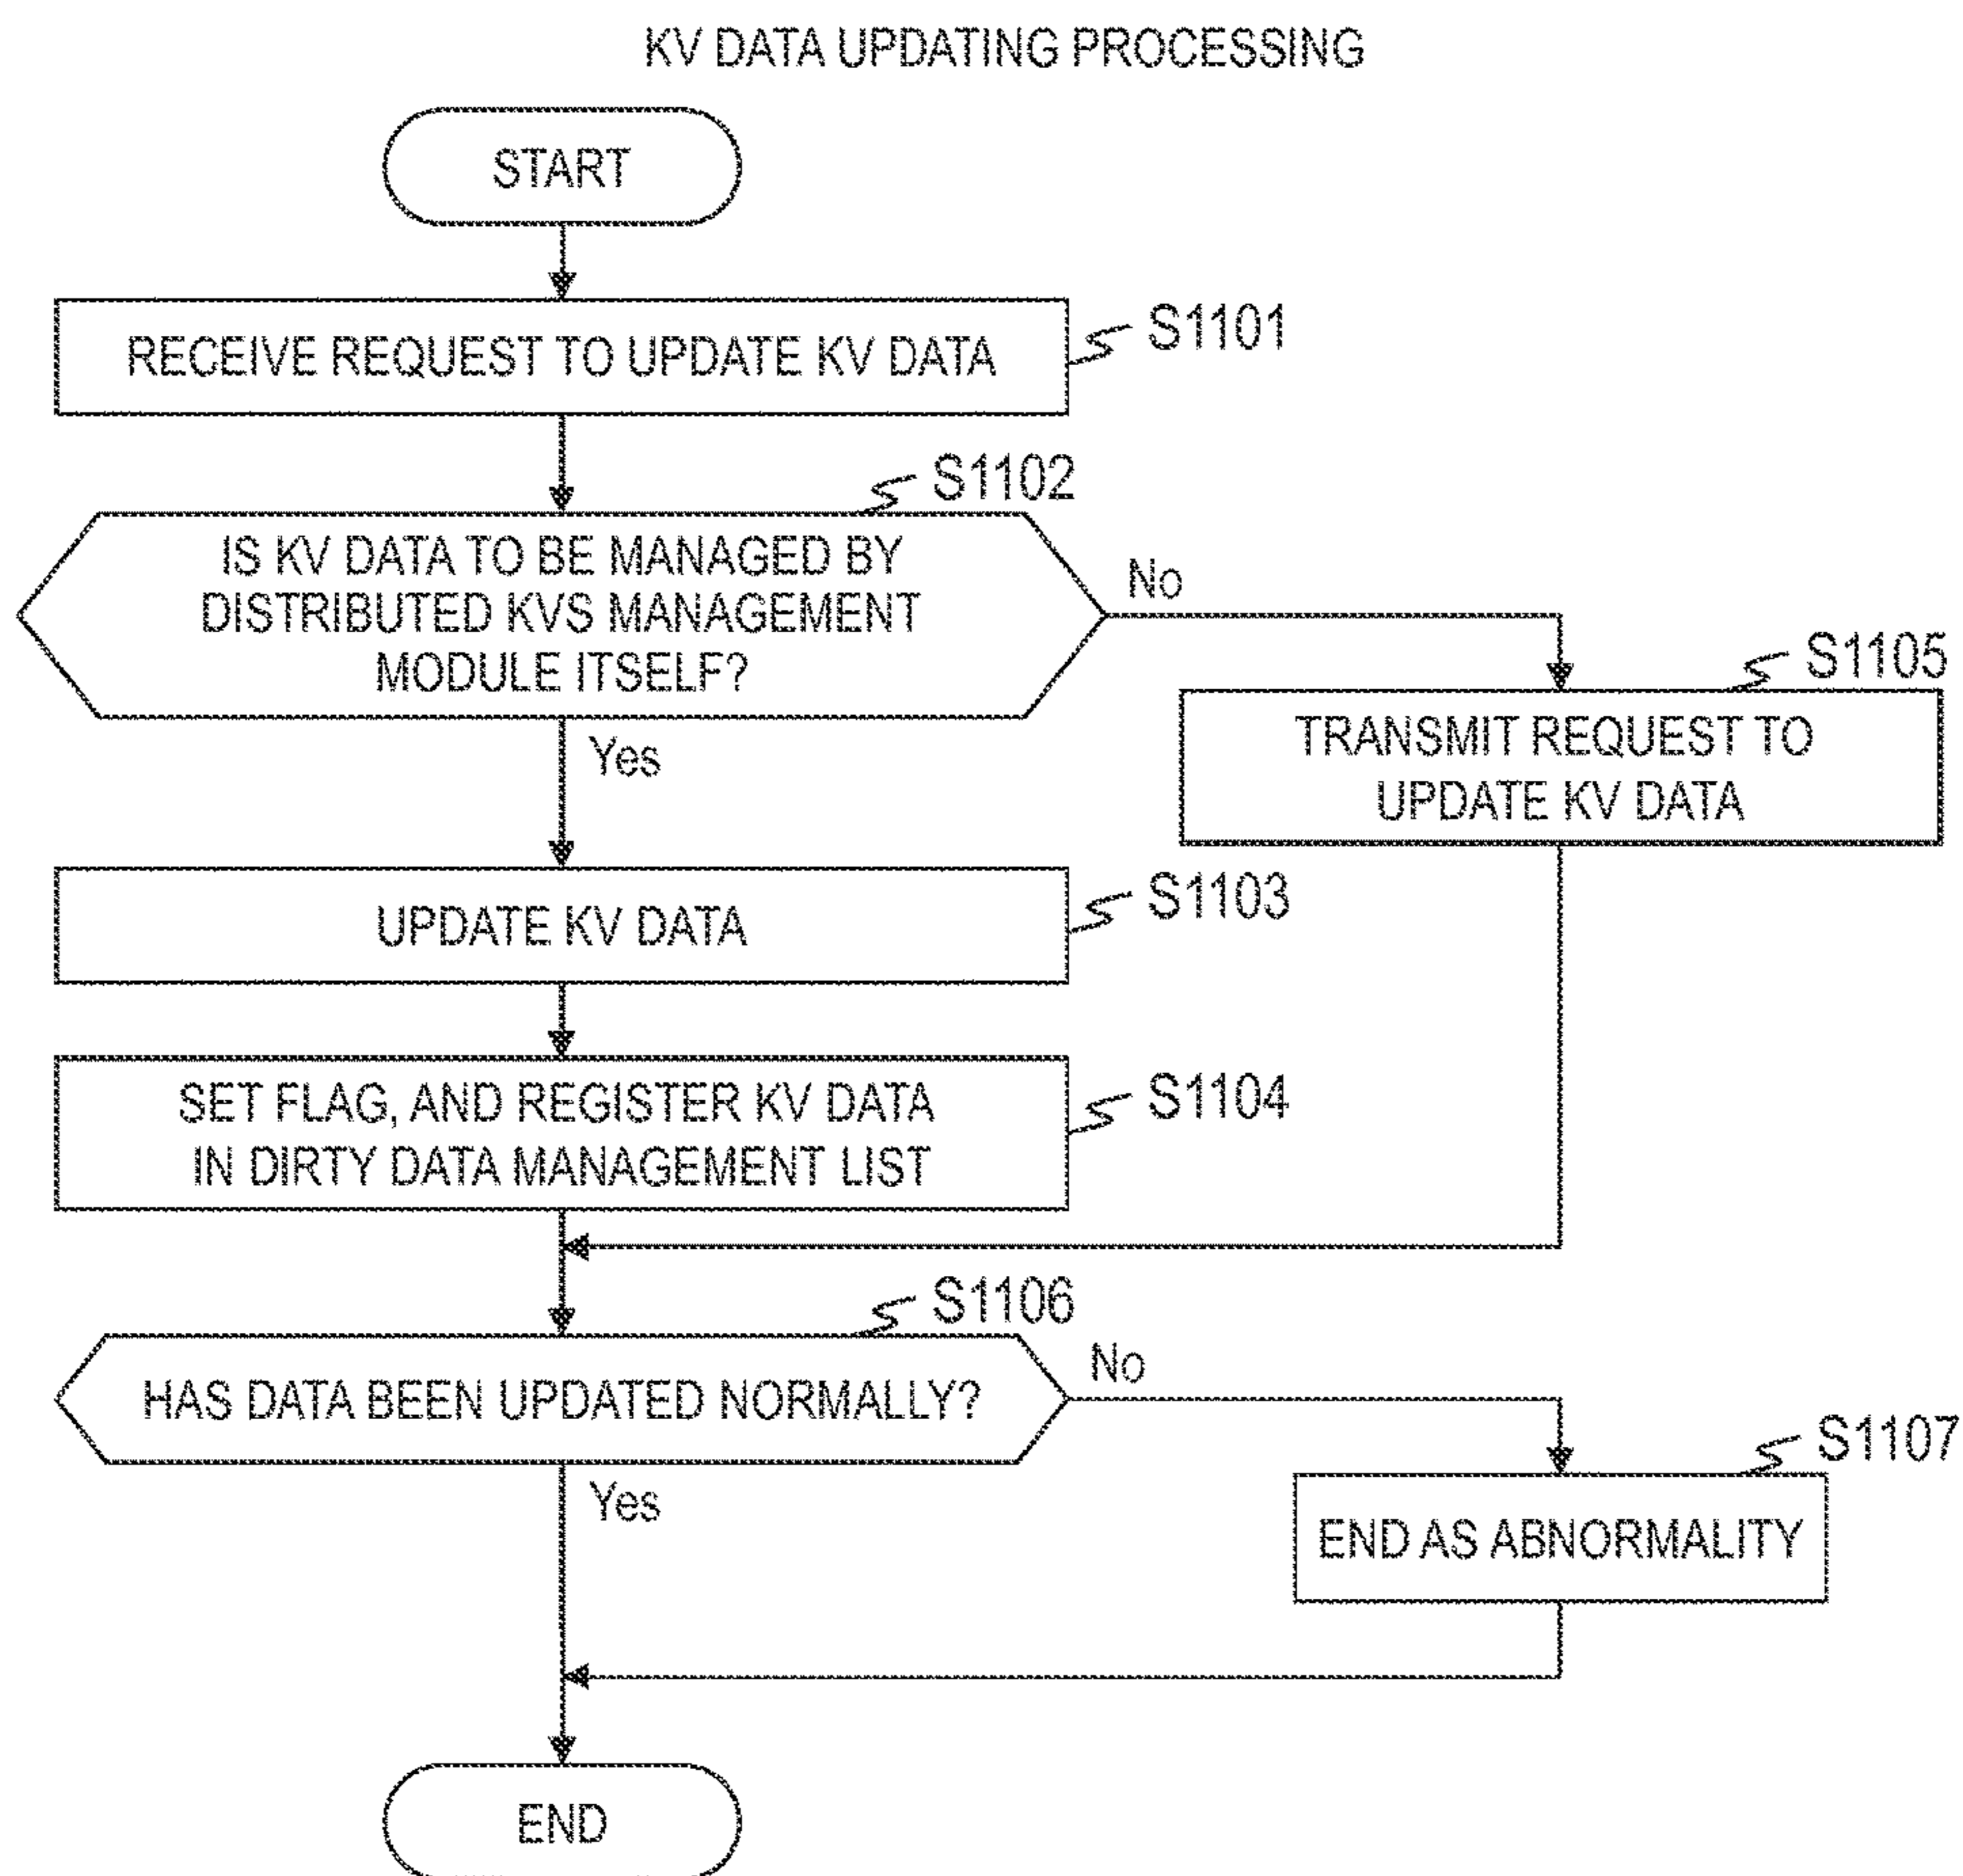 KV DATA UPDATING PROCESSING
START
RECEIVE REQUEST TO UPDATE KV DATA
S1101
S1102
IS KV DATA TO BE MANAGED BY
DISTRIBUTED KVS MANAGEMENT
MODULE ITSELF?
No
Yes
S1105
TRANSMIT REQUEST TO
UPDATE KV DATA
UPDATE KV DATA
S1103
SET FLAG, AND REGISTER KV DATA
IN DIRTY DATA MANAGEMENT LIST
S1104
S1106
HAS DATA BEEN UPDATED NORMALLY?
No
Yes
S1107
END AS ABNORMALITY
END